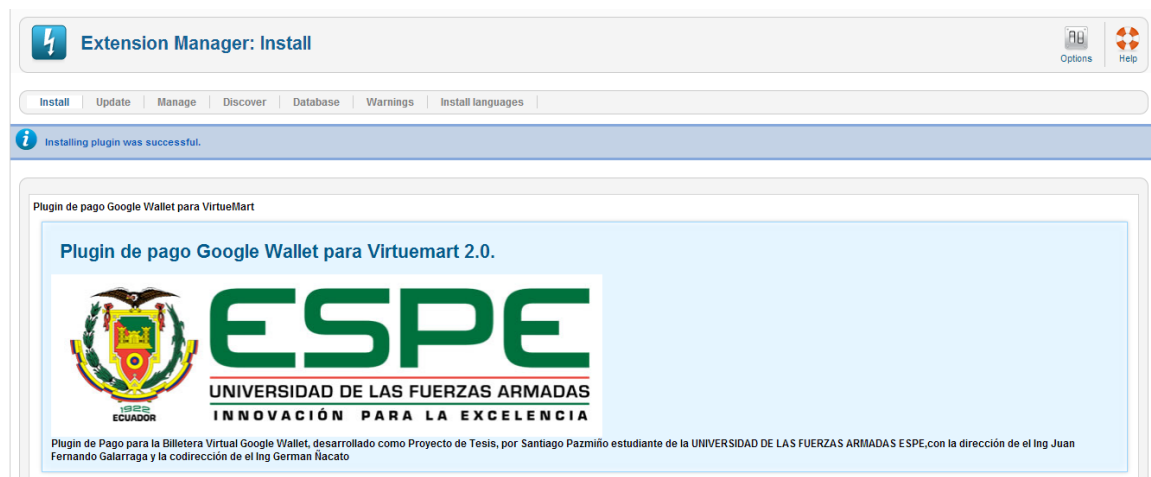 Extension Manager: Install
Options
Help
Install Update Manage Discover Database Warnings Install languages
Installing plugin was successful.
Plugin de pago Google Wallet para VirtueMart
Plugin de pago Google Wallet para Virtuemart 2.0.
ESPE
UNIVERSIDAD DE LAS FUERZAS ARMADAS
INNOVACIÓN PARA LA EXCELENCIA
1922
ECUADOR
Plugin de Pago para la Billetera Virtual Google Wallet, desarrollado como Proyecto de Tesis, por Santiago Pazmiño estudiante de la UNIVERSIDAD DE LAS FUERZAS ARMADAS ESPE,con la dirección de el Ing Juan
Fernando Galarraga y la codirección de el Ing German Ñacato